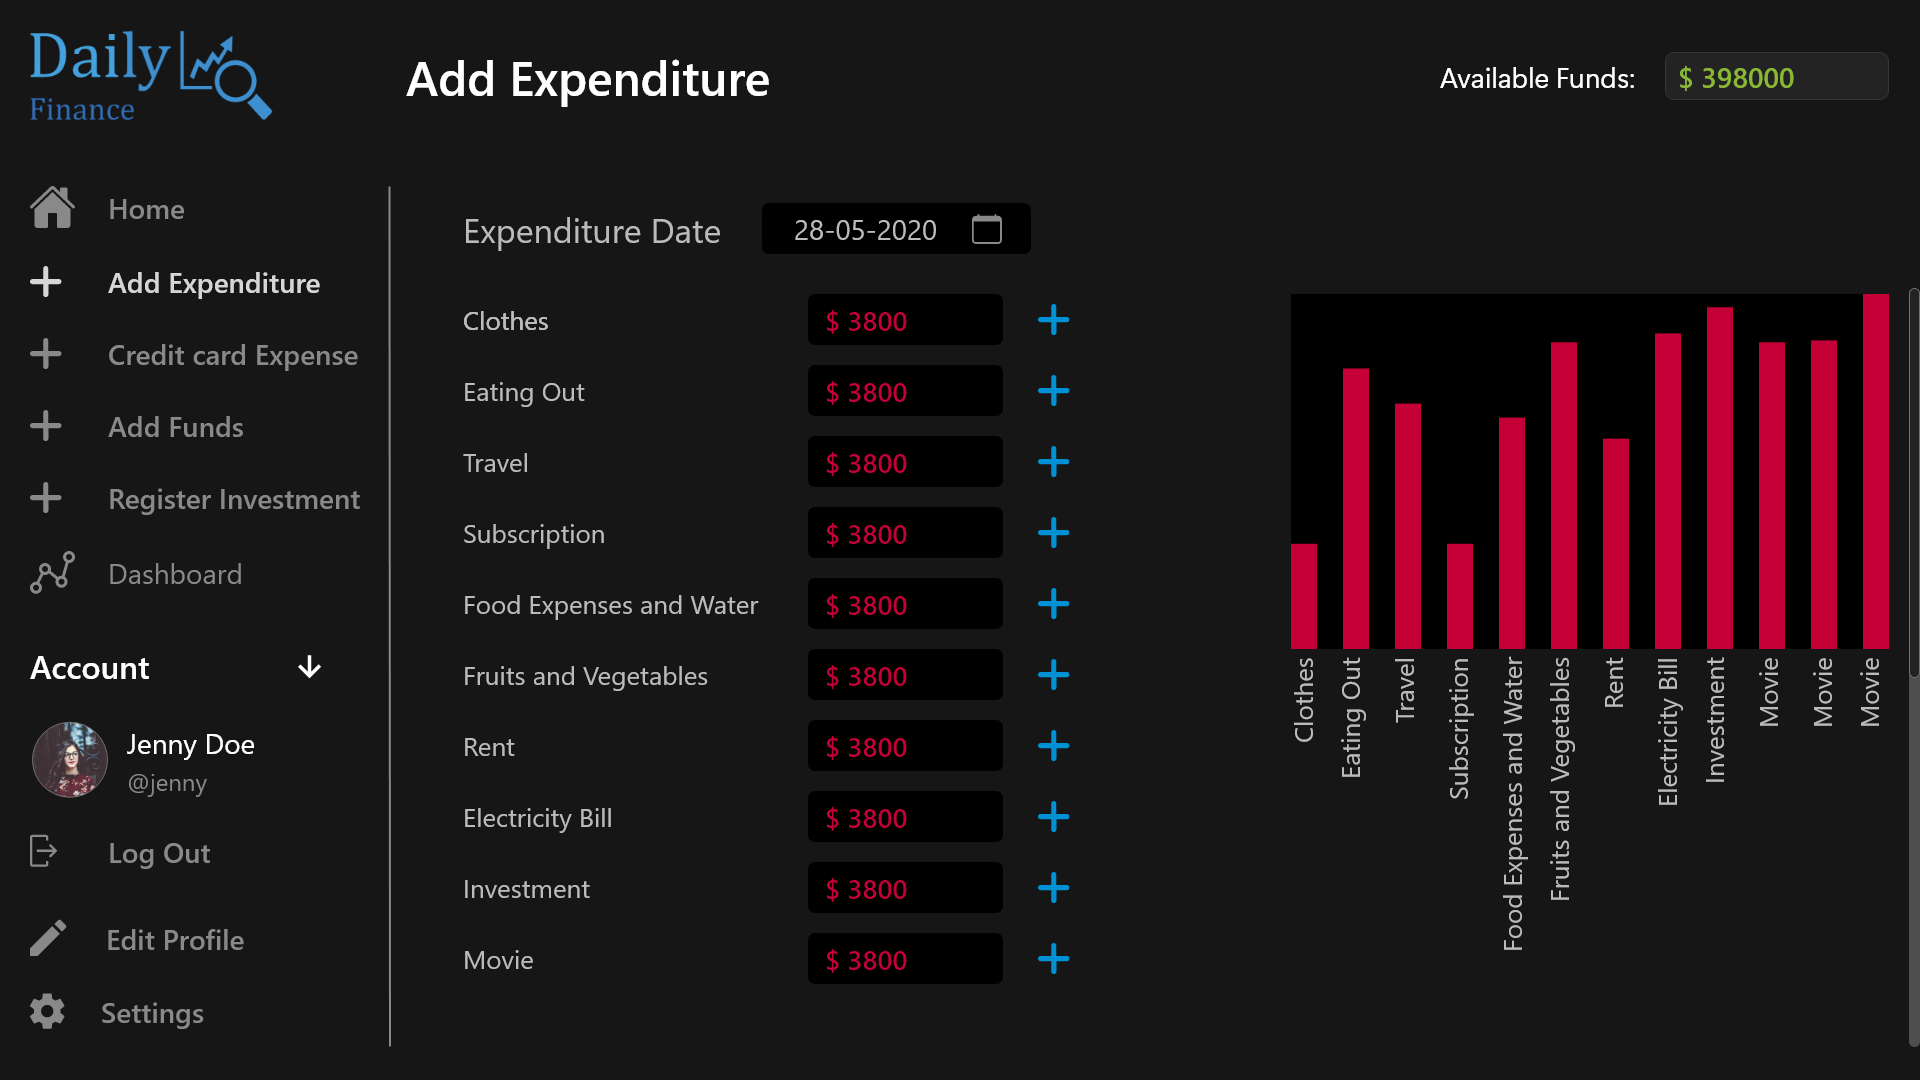 Daily
Finance
Add Expenditure
Available Funds:
$ 398000
Home
Add Expenditure
Credit card Expense
Add Funds
Register Investment
Dashboard
Account
Jenny Doe
@jenny
Log Out
Edit Profile
Settings
Expenditure Date
28-05-2020
Clothes
$ 3800
Eating Out
$ 3800
Travel
$ 3800
Subscription
$ 3800
Food Expenses and Water
$ 3800
Fruits and Vegetables
$ 3800
Rent
$ 3800
Electricity Bill
$ 3800
Investment
$ 3800
Movie
$ 3800
Clothes
Eating Out
Travel
Subscription
Food Expenses and Water
Fruits and Vegetables
Rent
Electricity Bill
Investment
Movie
Movie
Movie